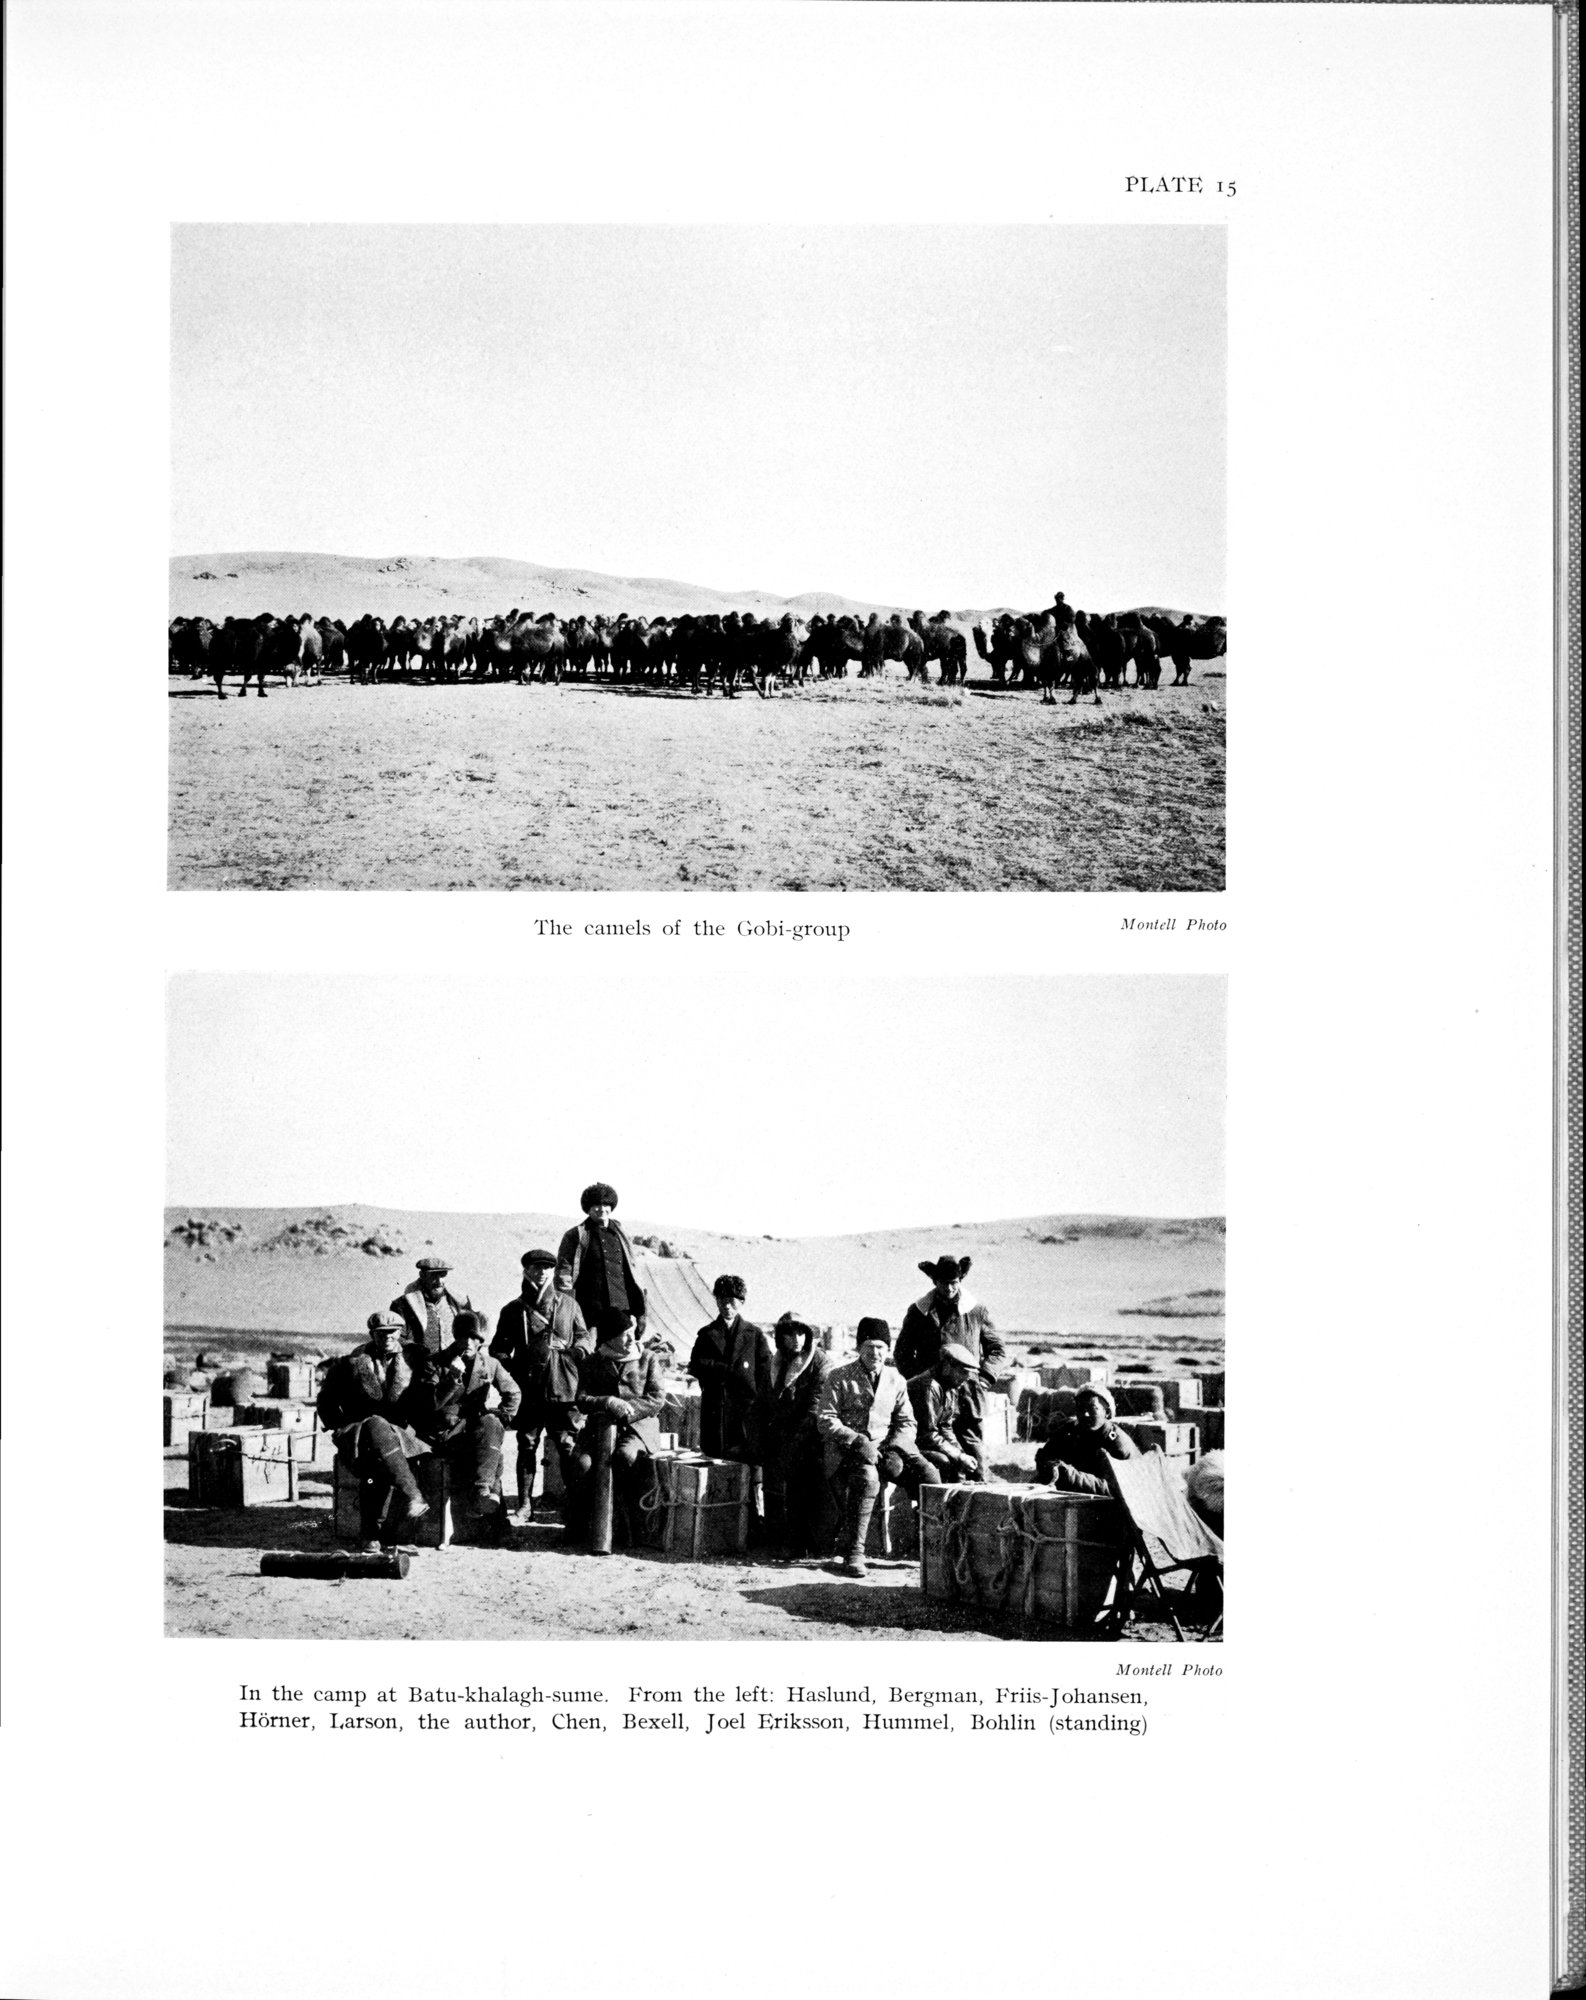 PLATE 15
The camels of the Gobi-group
Montell Photo
Montell Photo
In the camp at Batu-khalagh-sume. From the left: Haslund, Bergman, Friis-Johansen,
Hörner, Larson, the author, Chen, Bexell, Joel Eriksson, Hummel, Bohlin (standing)